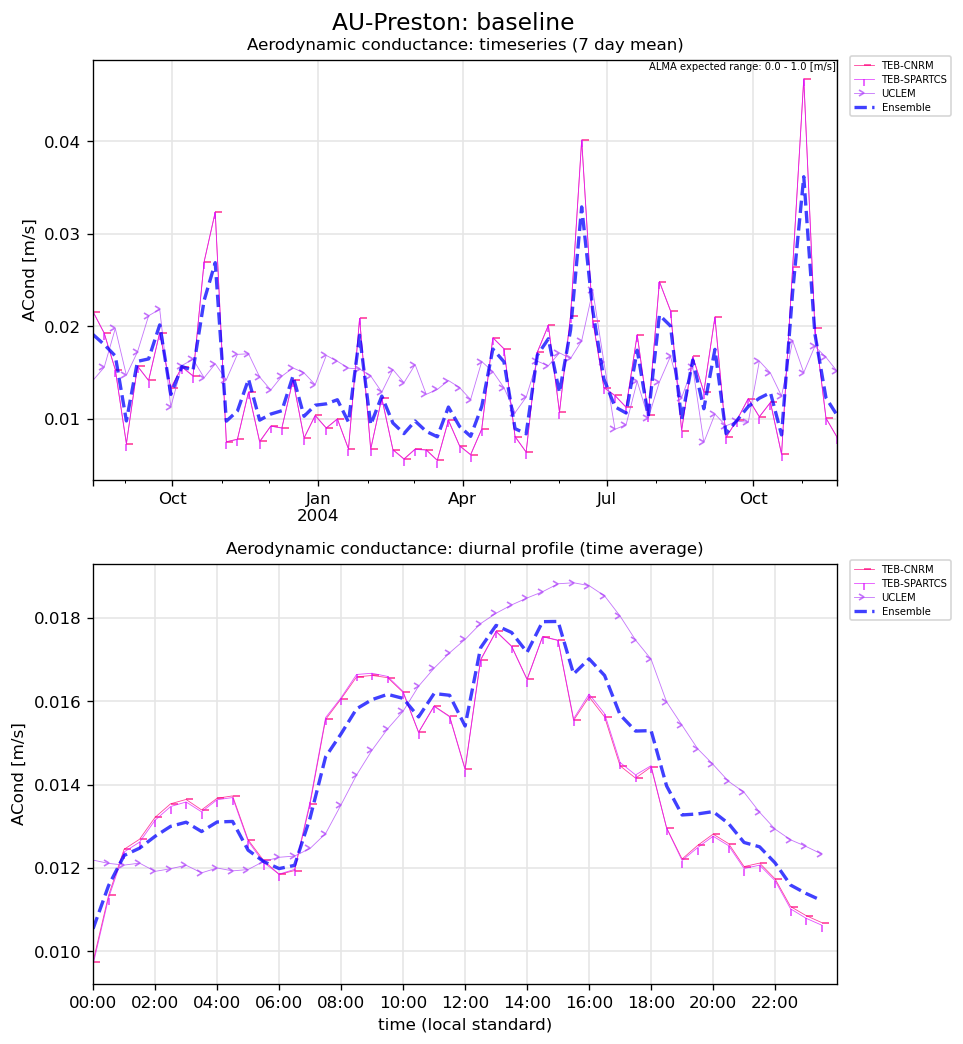 AU-Preston: baseline
Aerodynamic conductance: timeseries (7 day mean)
ALMA expected range: 0.0 - 1.0 [m/s]
TEB-CNRM
TEB-SPARTCS
UCLEM
Ensemble
ACond [m/s]
0.04
0.03
0.02
0.01
Oct
Jan
2004
Apr
Jul
Oct
Aerodynamic conductance: diurnal profile (time average)
TEB-CNRM
TEB-SPARTCS
UCLEM
Ensemble
ACond [m/s]
0.018
0.016
0.014
0.012
0.010
00:00 02:00 04:00 06:00 08:00 10:00 12:00 14:00 16:00 18:00 20:00 22:00
time (local standard)